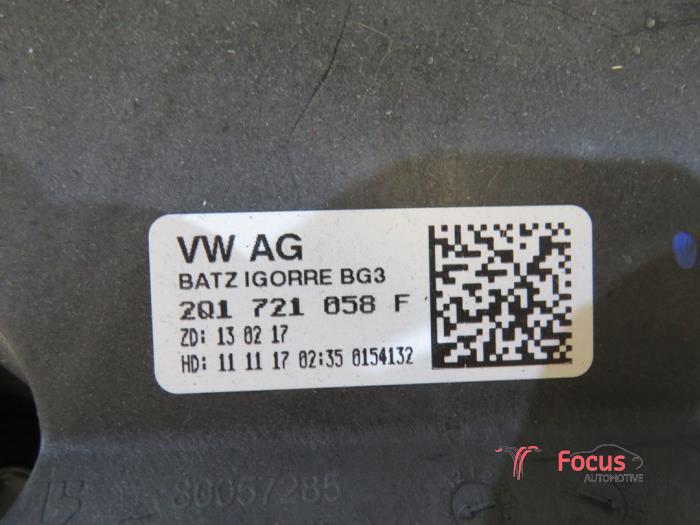 VW AG
BATZ IGORRE BG3
2Q1 721 058 F
ZD: 13 02 17
HD: 11 11 17 02:35 0154132
30057285
Focus
AUTOMOTIVE